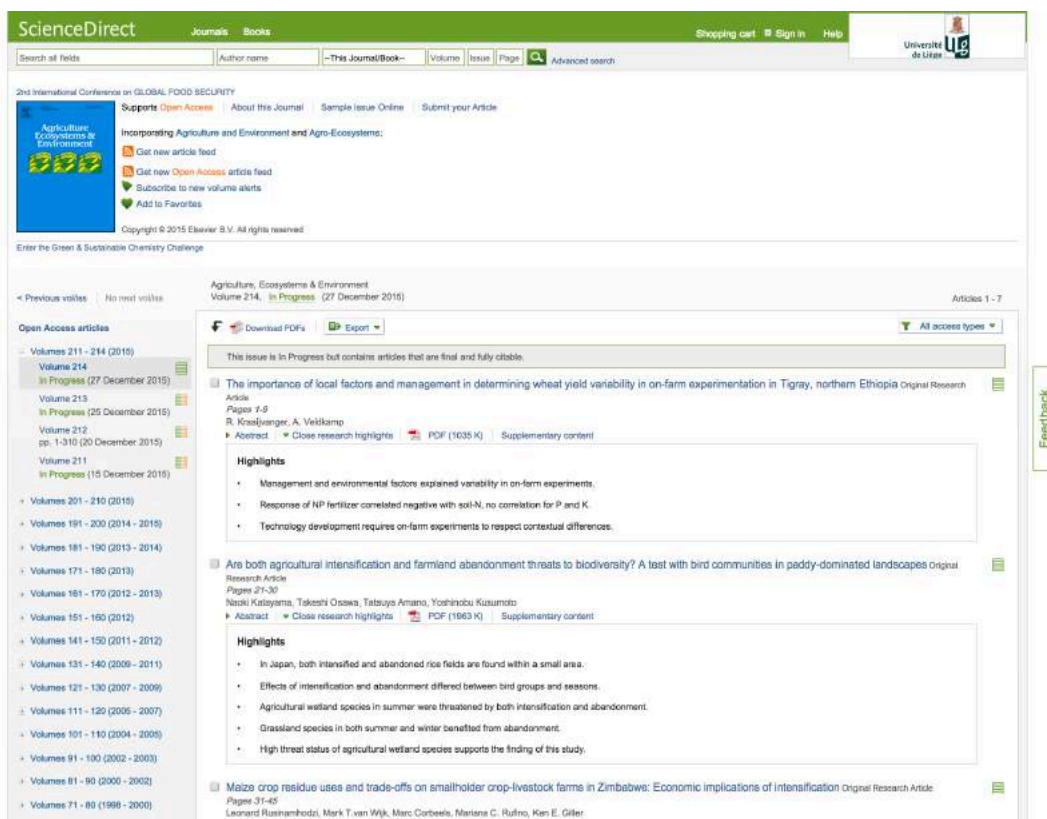 ScienceDirect
Journals Books
Shopping cart Sign in Help
Université de Liège
Search all fields Author name --This Journal/Book-- Volume Issue Page Advanced search
2nd International Conference on GLOBAL FOOD SECURITY
Agriculture
Ecosystems &
Environment
Supports Open Access About this Journal Sample Issue Online Submit your Article
Incorporating Agriculture and Environment and Agro-Ecosystems;
Get new article feed
Get new Open Access article feed
Subscribe to new volume alerts
Add to Favorites
Copyright © 2015 Elsevier B.V. All rights reserved
Enter the Green & Sustainable Chemistry Challenge
< Previous vol/iss No next vol/iss
Agriculture, Ecosystems & Environment
Volume 214, In Progress (27 December 2015)
Articles 1 - 7
Open Access articles
Volumes 211 - 214 (2015)
Volume 214
In Progress (27 December 2015)
Volume 213
In Progress (25 December 2015)
Volume 212
pp. 1-310 (20 December 2015)
Volume 211
In Progress (15 December 2015)
+ Volumes 201 - 210 (2015)
+ Volumes 191 - 200 (2014 - 2015)
+ Volumes 181 - 190 (2013 - 2014)
+ Volumes 171 - 180 (2013)
+ Volumes 161 - 170 (2012 - 2013)
+ Volumes 151 - 160 (2012)
+ Volumes 141 - 150 (2011 - 2012)
+ Volumes 131 - 140 (2009 - 2011)
+ Volumes 121 - 130 (2007 - 2009)
+ Volumes 111 - 120 (2005 - 2007)
+ Volumes 101 - 110 (2004 - 2005)
+ Volumes 91 - 100 (2002 - 2003)
+ Volumes 81 - 90 (2000 - 2002)
+ Volumes 71 - 80 (1998 - 2000)
Download PDFs Export All access types
This issue is In Progress but contains articles that are final and fully citable.
The importance of local factors and management in determining wheat yield variability in on-farm experimentation in Tigray, northern Ethiopia Original Research
Article
Pages 1-9
R. Kraaijvanger, A. Veldkamp
Abstract Close research highlights PDF (1035 K) Supplementary content
Highlights
• Management and environmental factors explained variability in on-farm experiments.
• Response of NP fertilizer correlated negative with soil-N, no correlation for P and K.
• Technology development requires on-farm experiments to respect contextual differences.
Are both agricultural intensification and farmland abandonment threats to biodiversity? A test with bird communities in paddy-dominated landscapes Original
Research Article
Pages 21-30
Naoki Katayama, Takeshi Osawa, Tatsuya Amano, Yoshinobu Kusumoto
Abstract Close research highlights PDF (1963 K) Supplementary content
Highlights
• In Japan, both intensified and abandoned rice fields are found within a small area.
• Effects of intensification and abandonment differed between bird groups and seasons.
• Agricultural wetland species in summer were threatened by both intensification and abandonment.
• Grassland species in both summer and winter benefited from abandonment.
• High threat status of agricultural wetland species supports the finding of this study.
Maize crop residue uses and trade-offs on smallholder crop-livestock farms in Zimbabwe: Economic implications of intensification Original Research Article
Pages 31-45
Leonard Rusinamhodzi, Mark T.van Wijk, Marc Corbeels, Mariana C. Rufino, Ken E. Giller
Feedback